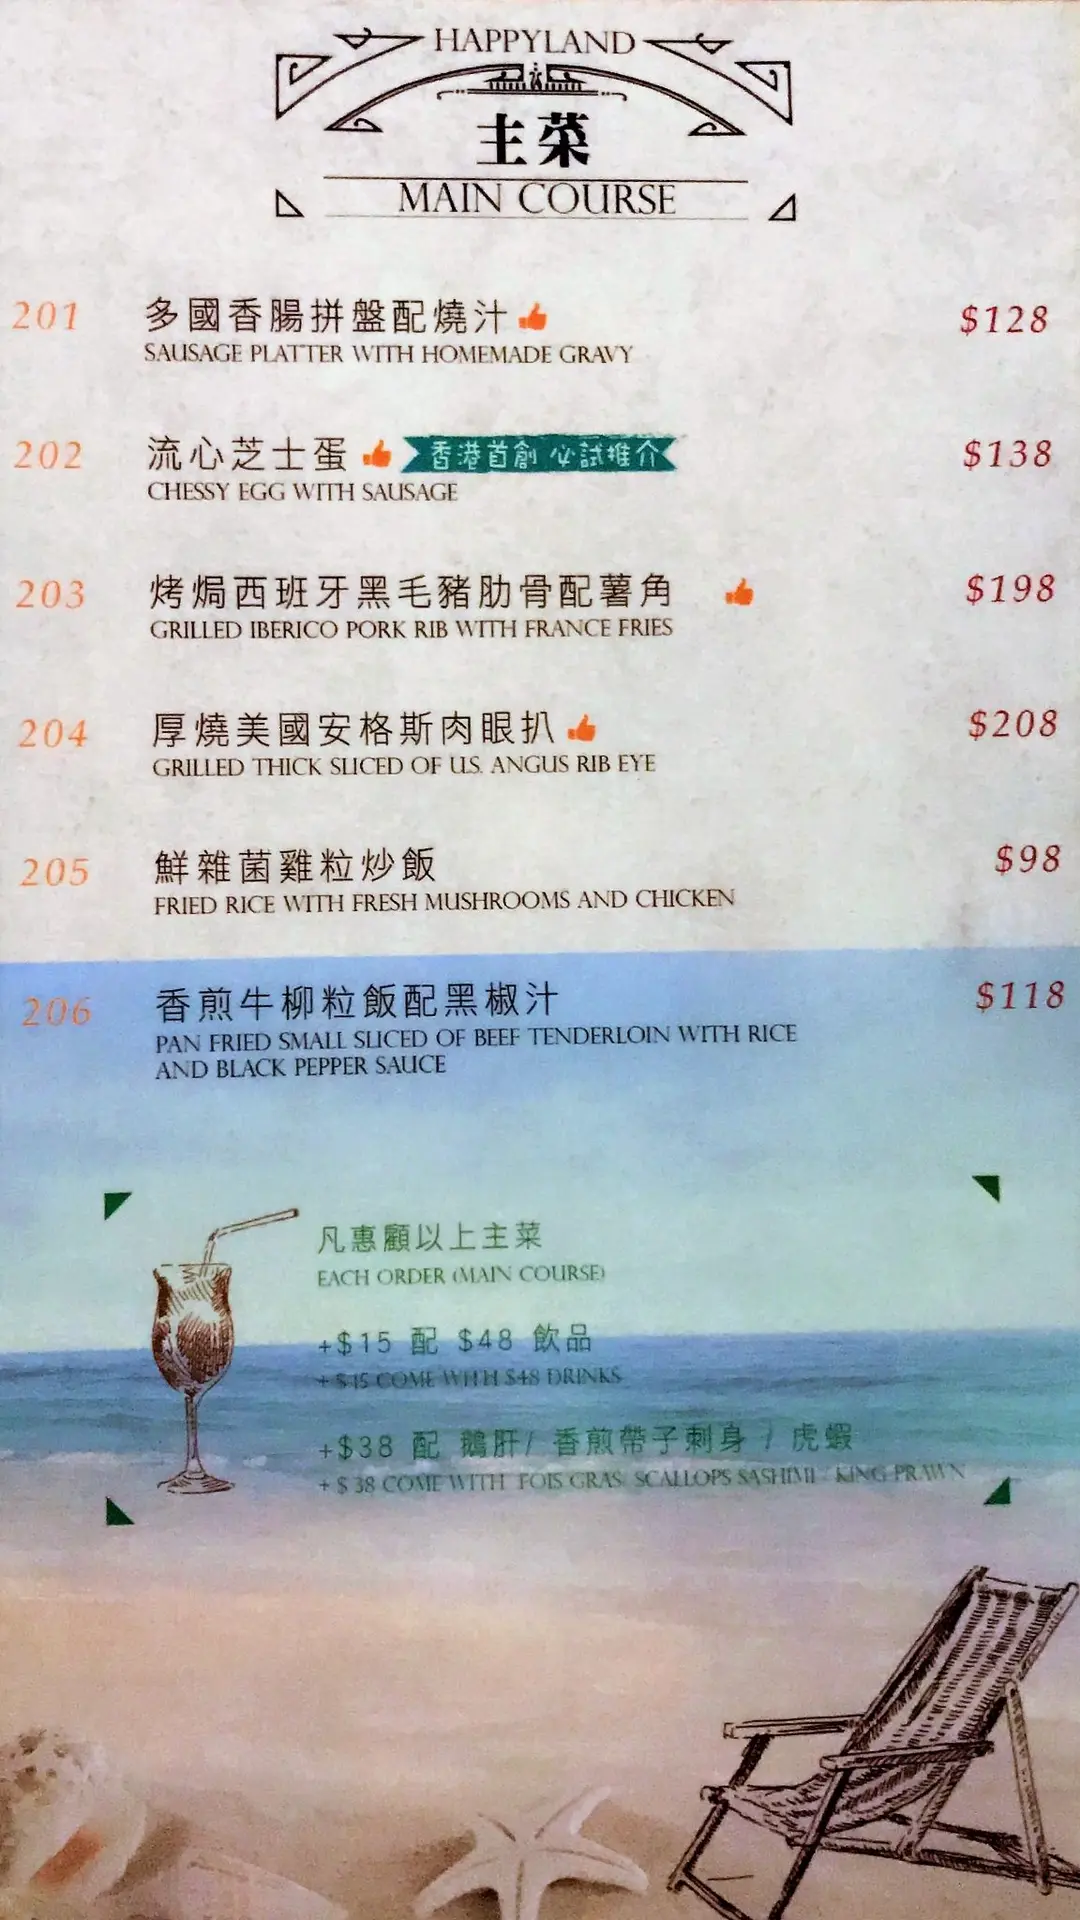 HAPPYLAND
主菜
MAIN COURSE
201 多國香腸拼盤配燒汁 $128
SAUSAGE PLATTER WITH HOMEMADE GRAVY
202 流心芝士蛋 香港首創 必試推介 $138
CHESSY EGG WITH SAUSAGE
203 烤焗西班牙黑毛豬肋骨配薯角 $198
GRILLED IBERICO PORK RIB WITH FRANCE FRIES
204 厚燒美國安格斯肉眼扒 $208
GRILLED THICK SLICED OF U.S. ANGUS RIB EYE
205 鮮雜菌雞粒炒飯 $98
FRIED RICE WITH FRESH MUSHROOMS AND CHICKEN
206 香煎牛柳粒飯配黑椒汁 $118
PAN FRIED SMALL SLICED OF BEEF TENDERLOIN WITH RICE
AND BLACK PEPPER SAUCE
凡惠顧以上主菜
EACH ORDER (MAIN COURSE)
+$15 配 $48 飲品
+ $15 COME WITH $48 DRINKS
+$38 配 鵝肝/ 香煎帶子刺身 / 虎蝦
+ $ 38 COME WITH FOIS GRAS/ SCALLOPS SASHIMI / KING PRAWN